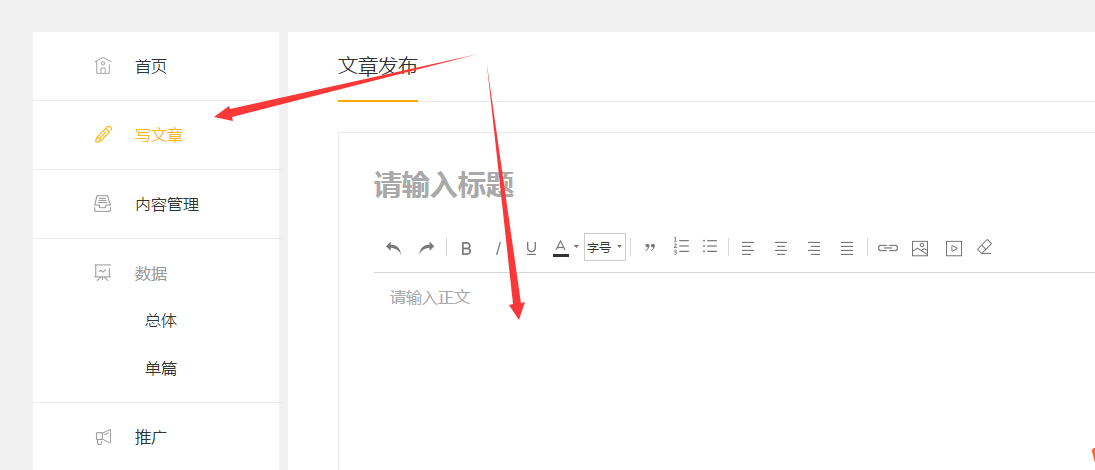 首页
写文章
内容管理
数据
总体
单篇
推广
文章发布
请输入标题
B I U A 字号
请输入正文